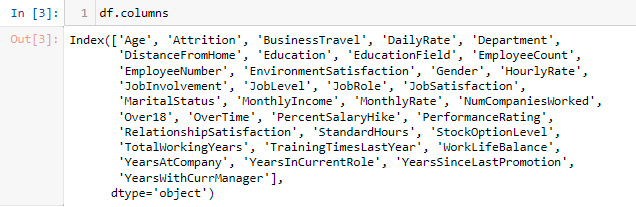 In [3]: 1 df.columns
Out[3]: Index(['Age', 'Attrition', 'BusinessTravel', 'DailyRate', 'Department',
'DistanceFromHome', 'Education', 'EducationField', 'EmployeeCount',
'EmployeeNumber', 'EnvironmentSatisfaction', 'Gender', 'HourlyRate',
'JobInvolvement', 'JobLevel', 'JobRole', 'JobSatisfaction',
'MaritalStatus', 'MonthlyIncome', 'MonthlyRate', 'NumCompaniesWorked',
'Over18', 'OverTime', 'PercentSalaryHike', 'PerformanceRating',
'RelationshipSatisfaction', 'StandardHours', 'StockOptionLevel',
'TotalWorkingYears', 'TrainingTimesLastYear', 'WorkLifeBalance',
'YearsAtCompany', 'YearsInCurrentRole', 'YearsSinceLastPromotion',
'YearsWithCurrManager'],
dtype='object')